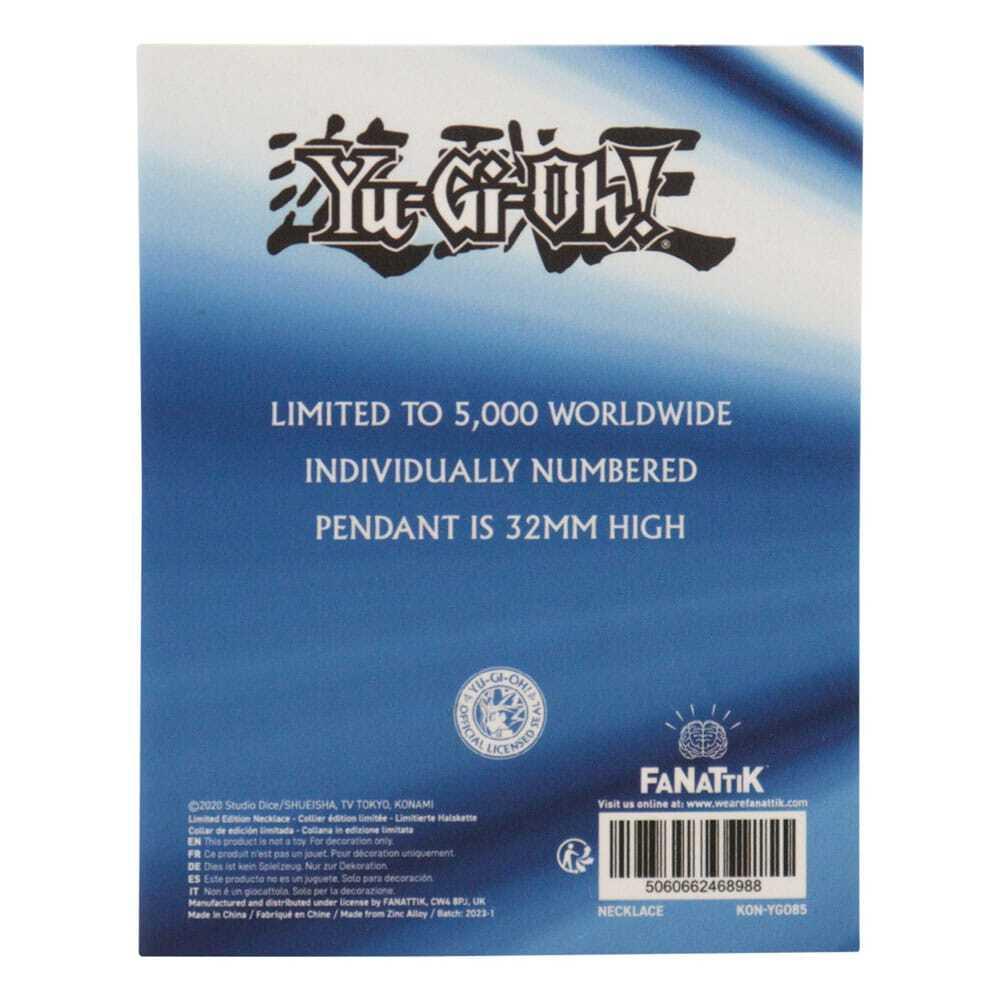 遊戯王
Yu-Gi-Oh!®
LIMITED TO 5,000 WORLDWIDE
INDIVIDUALLY NUMBERED
PENDANT IS 32MM HIGH
YU-GI-OH!
OFFICIAL LICENSED SEAL
FANATTIK
Visit us online at: www.wearefanattik.com
©2020 Studio Dice/SHUEISHA, TV TOKYO, KONAMI
Limited Edition Necklace - Collier édition limitée - Limitierte Halskette
Collar de edición limitada - Collana in edizione limitata
EN This product is not a toy. For decoration only.
FR Ce produit n'est pas un jouet. Pour décoration uniquement.
DE Dies ist kein Spielzeug. Nur zur Dekoration.
ES Este producto no es un juguete. Solo para decoración.
IT Non é un giocattolo. Solo per la decorazione.
Manufactured and distributed under license by FANATTIK, CW4 8PJ, UK
Made in China / Fabriqué en Chine / Made from Zinc Alloy / Batch: 2023-1
5060662468988
NECKLACE KON-YGO85